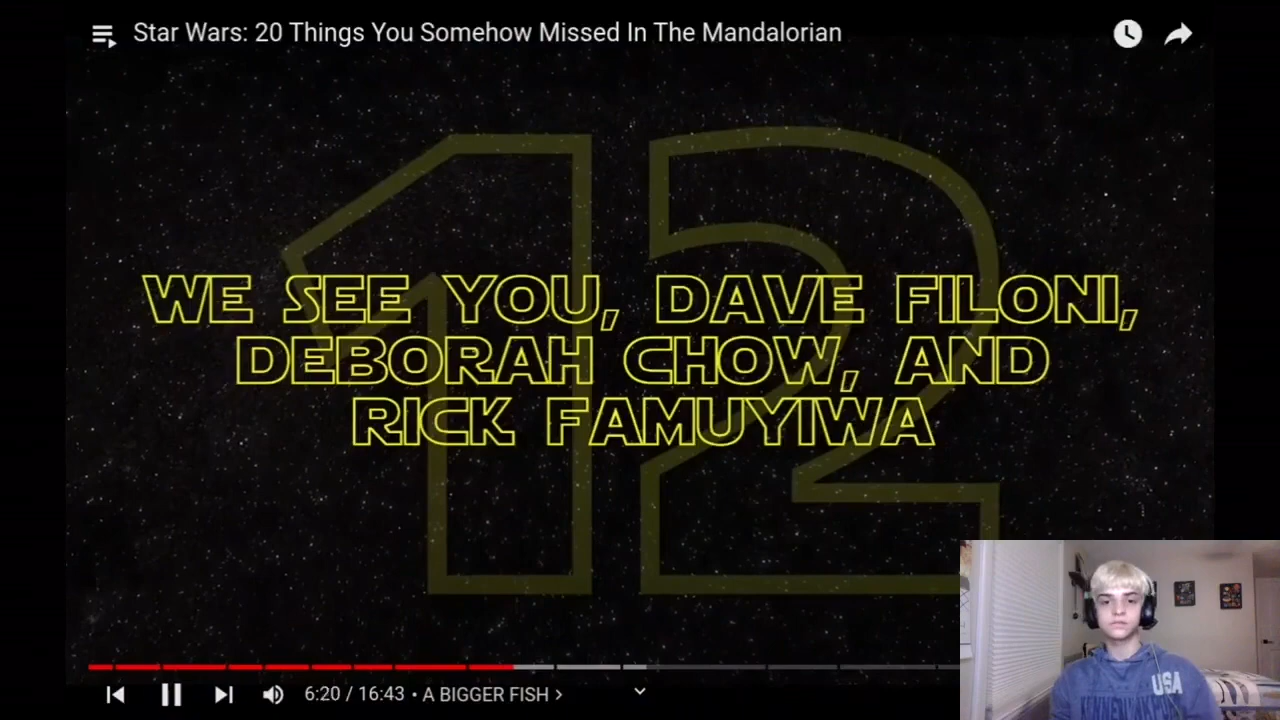 Star Wars: 20 Things You Somehow Missed In The Mandalorian
12
WE SEE YOU, DAVE FILONI,
DEBORAH CHOW, AND
RICK FAMUYIWA
6:20 / 16:43 • A BIGGER FISH >
USA